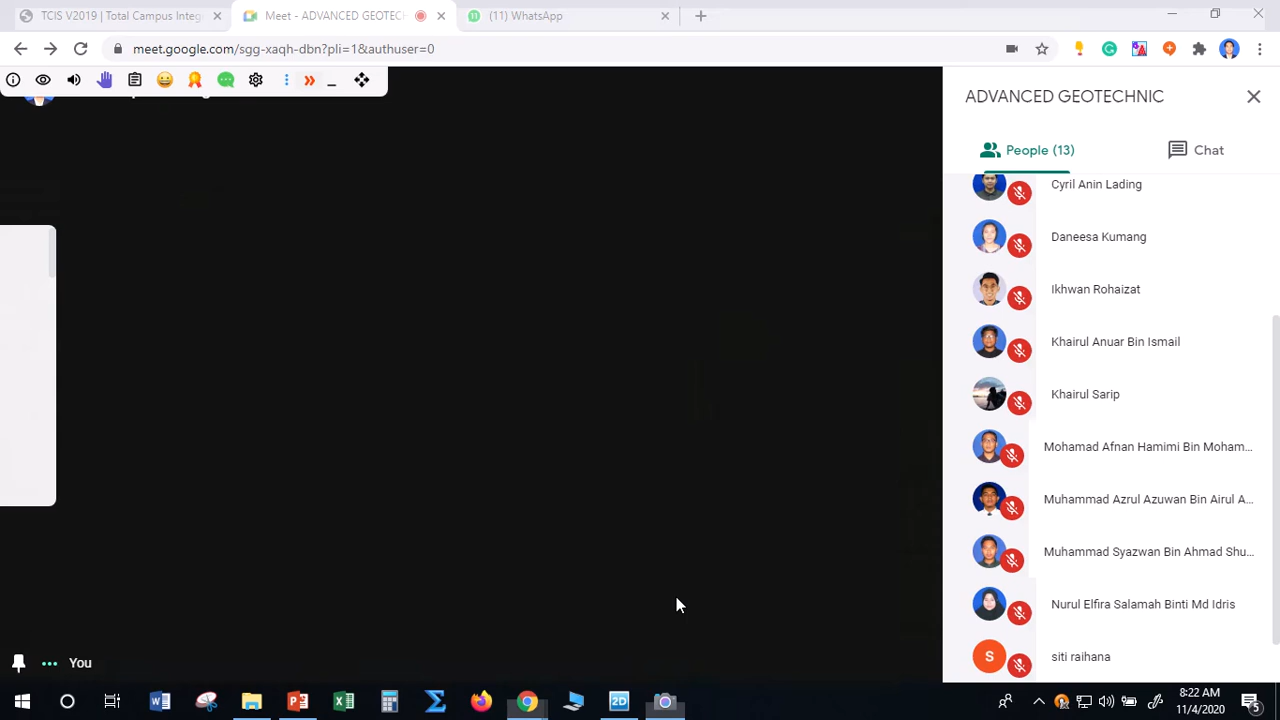 TCIS V2019 | Total Campus Integ
Meet - ADVANCED GEOTECH
(11) WhatsApp
meet.google.com/sgg-xaqh-dbn?pli=1&authuser=0
ADVANCED GEOTECHNIC
People (13)
Chat
Cyril Anin Lading
Daneesa Kumang
Ikhwan Rohaizat
Khairul Anuar Bin Ismail
Khairul Sarip
Mohamad Afnan Hamimi Bin Moham...
Muhammad Azrul Azuwan Bin Airul A...
Muhammad Syazwan Bin Ahmad Shu...
Nurul Elfira Salamah Binti Md Idris
S
siti raihana
You
2D
8:22 AM
11/4/2020
5